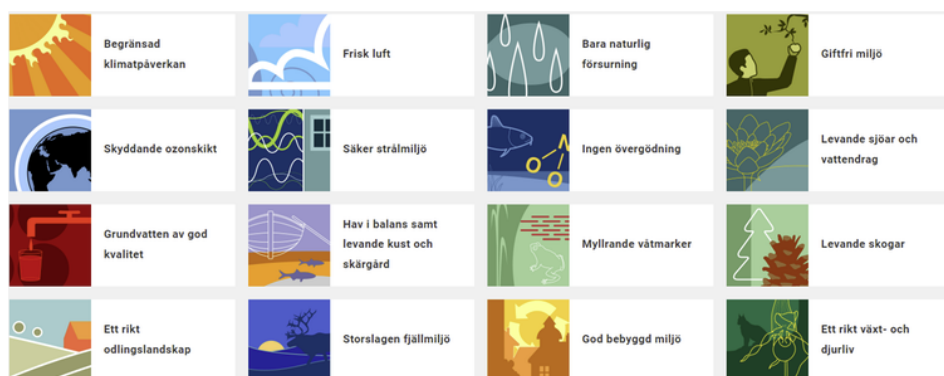 Begränsad
klimatpåverkan
Frisk luft
Bara naturlig
försurning
Giftfri miljö
Skyddande ozonskikt
Säker strålmiljö
Ingen övergödning
N
O
O
Levande sjöar och
vattendrag
Grundvatten av god
kvalitet
Hav i balans samt
levande kust och
skärgård
Myllrande våtmarker
Levande skogar
Ett rikt
odlingslandskap
Storslagen fjällmiljö
God bebyggd miljö
Ett rikt växt- och
djurliv